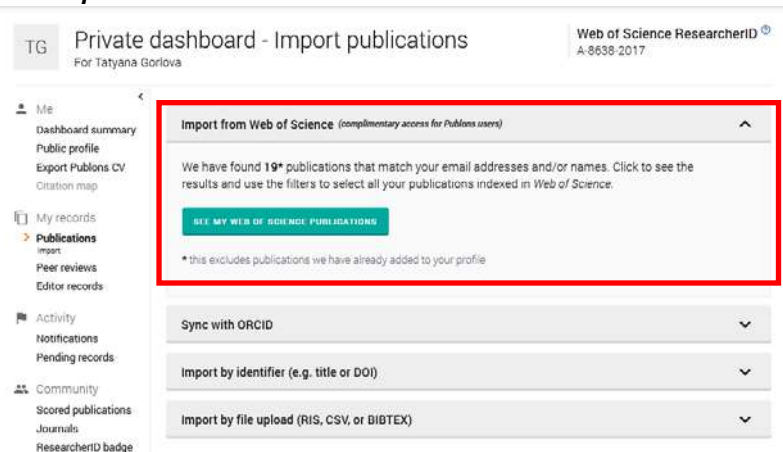 TG
Private dashboard - Import publications
For Tatyana Gorlova
Web of Science ResearcherID
A-8638-2017
Me
Dashboard summary
Public profile
Export Publons CV
Citation map
My records
Publications
Import
Peer reviews
Editor records
Activity
Notifications
Pending records
Community
Scored publications
Journals
ResearcherID badge
Import from Web of Science (complimentary access for Publons users)
We have found 19* publications that match your email addresses and/or names. Click to see the
results and use the filters to select all your publications indexed in Web of Science.
SEE MY WEB OF SCIENCE PUBLICATIONS
* this excludes publications we have already added to your profile
Sync with ORCID
Import by identifier (e.g. title or DOI)
Import by file upload (RIS, CSV, or BIBTEX)